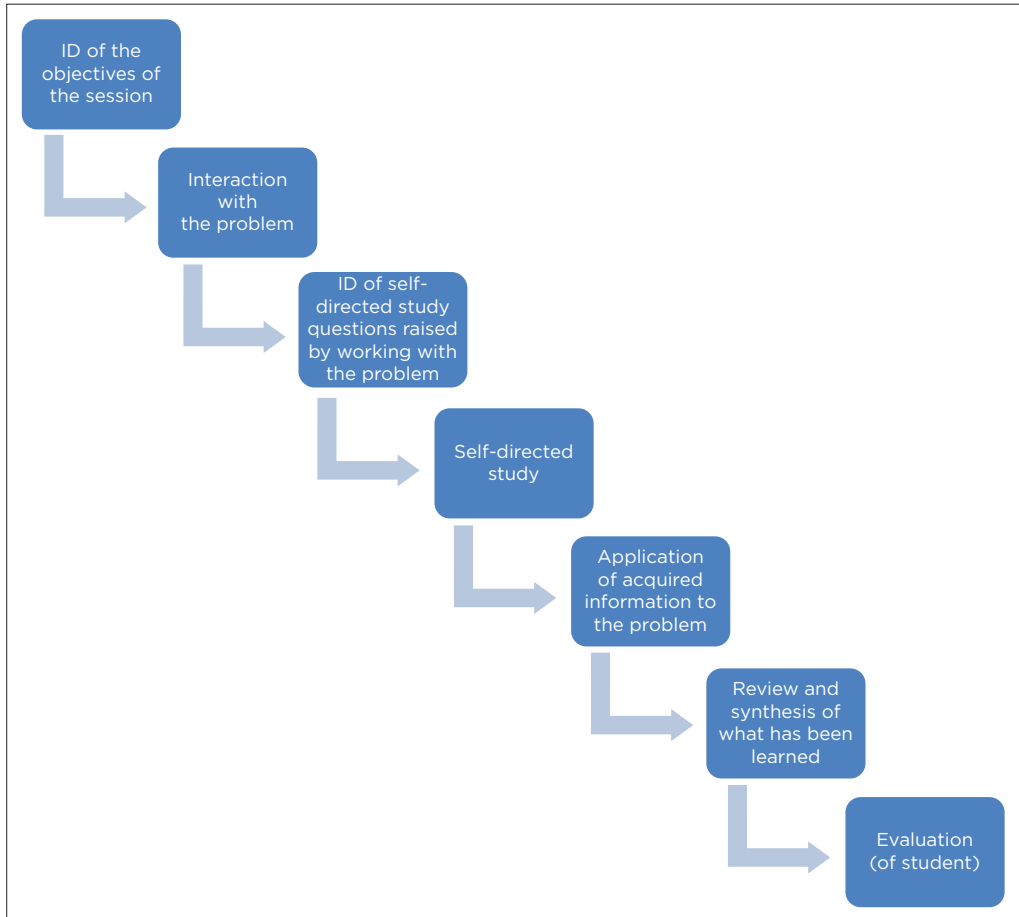 ID of the
objectives of
the session
Interaction
with
the problem
ID of self-
directed study
questions raised
by working with
the problem
Self-directed
study
Application
of acquired
information to
the problem
Review and
synthesis of
what has been
learned
Evaluation
(of student)